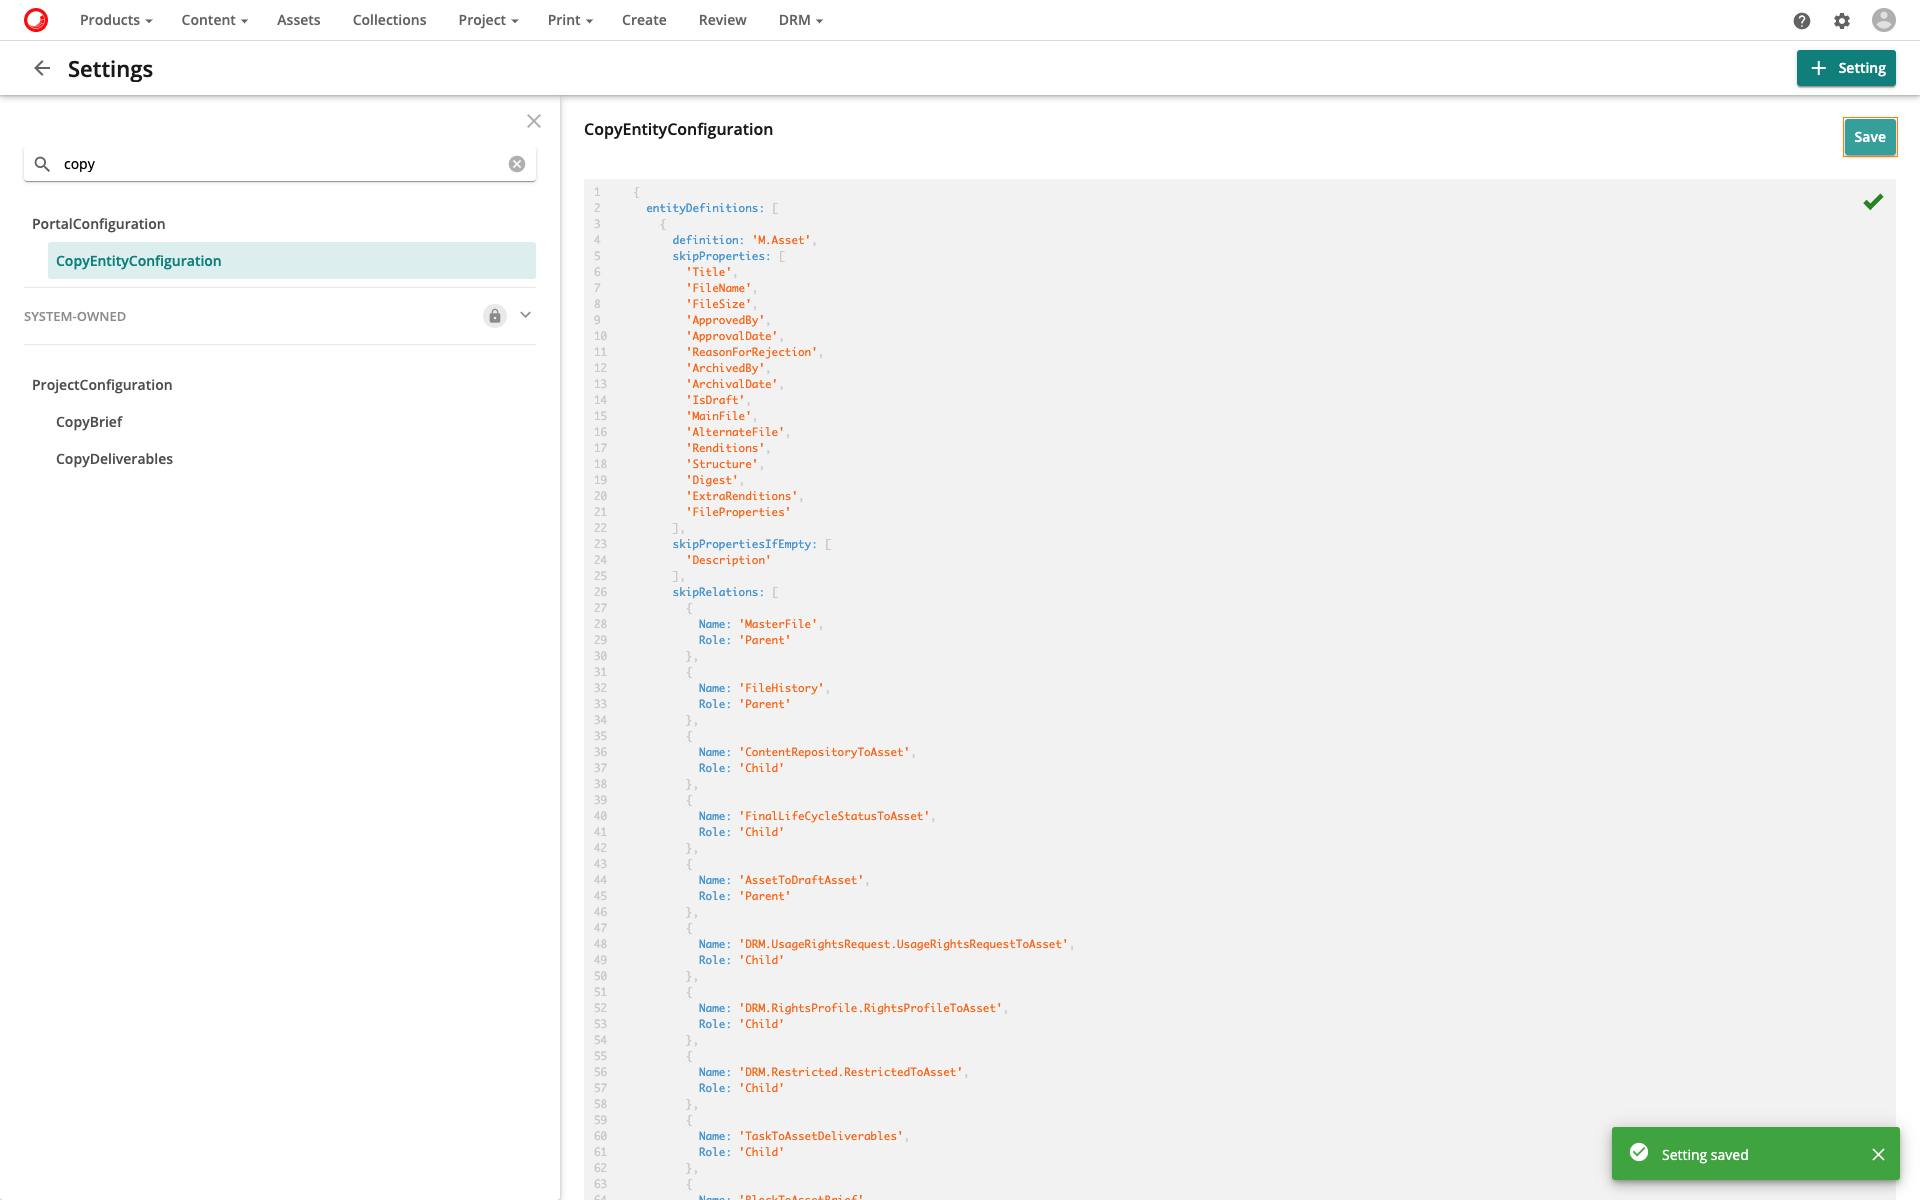 Products
Content
Assets
Collections
Project
Print
Create
Review
DRM
Settings
Setting
copy
PortalConfiguration
CopyEntityConfiguration
SYSTEM-OWNED
ProjectConfiguration
CopyBrief
CopyDeliverables
CopyEntityConfiguration
Save
1 {
2 entityDefinitions: [
3 {
4 definition: 'M.Asset',
5 skipProperties: [
6 'Title',
7 'FileName',
8 'FileSize',
9 'ApprovedBy',
10 'ApprovalDate',
11 'ReasonForRejection',
12 'ArchivedBy',
13 'ArchivalDate',
14 'IsDraft',
15 'MainFile',
16 'AlternateFile',
17 'Renditions',
18 'Structure',
19 'Digest',
20 'ExtraRenditions',
21 'FileProperties'
22 ],
23 skipPropertiesIfEmpty: [
24 'Description'
25 ],
26 skipRelations: [
27 {
28 Name: 'MasterFile',
29 Role: 'Parent'
30 },
31 {
32 Name: 'FileHistory',
33 Role: 'Parent'
34 },
35 {
36 Name: 'ContentRepositoryToAsset',
37 Role: 'Child'
38 },
39 {
40 Name: 'FinalLifeCycleStatusToAsset',
41 Role: 'Child'
42 },
43 {
44 Name: 'AssetToDraftAsset',
45 Role: 'Parent'
46 },
47 {
48 Name: 'DRM.UsageRightsRequest.UsageRightsRequestToAsset',
49 Role: 'Child'
50 },
51 {
52 Name: 'DRM.RightsProfile.RightsProfileToAsset',
53 Role: 'Child'
54 },
55 {
56 Name: 'DRM.Restricted.RestrictedToAsset',
57 Role: 'Child'
58 },
59 {
60 Name: 'TaskToAssetDeliverables',
61 Role: 'Child'
62 },
63 {
64 Name: 'BlockToAssetBrief'
Setting saved